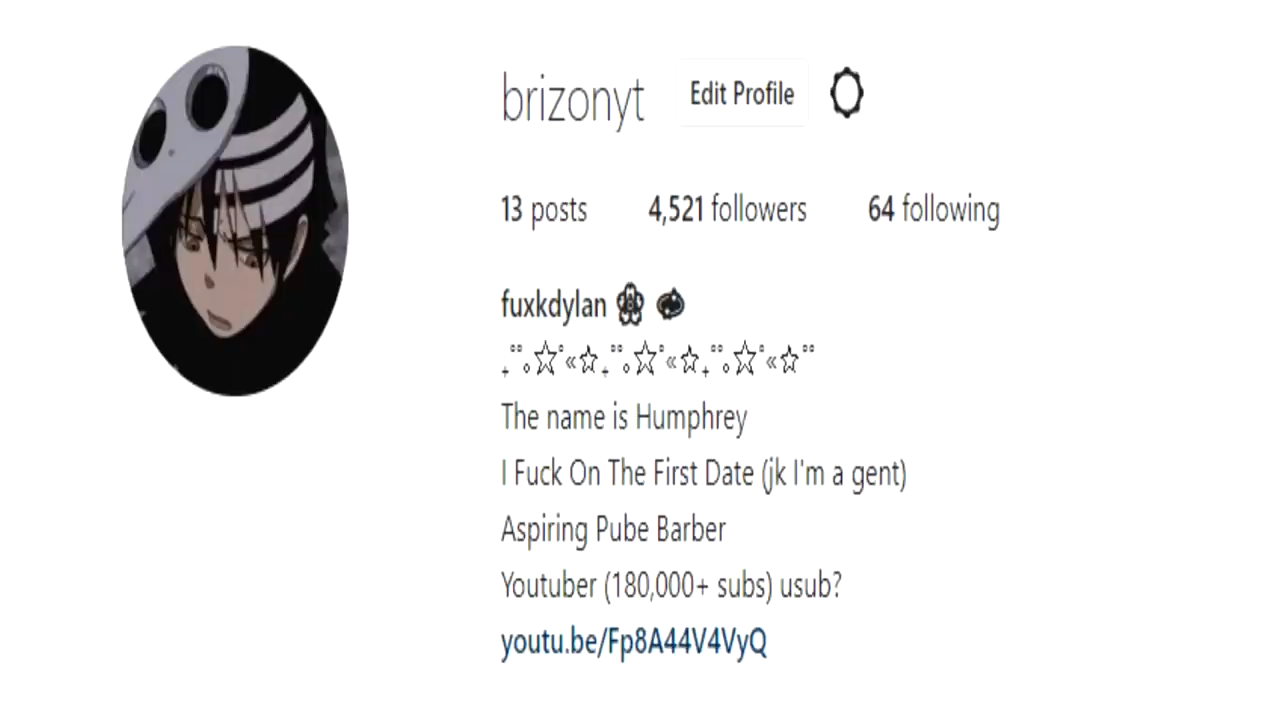 brizonyt Edit Profile
13 posts 4,521 followers 64 following
fuxkdylan
₊˚˚。☆˚«☆₊˚˚。☆˚«☆₊˚˚。☆˚«☆˚˚
The name is Humphrey
I Fuck On The First Date (jk I'm a gent)
Aspiring Pube Barber
Youtuber (180,000+ subs) usub?
youtu.be/Fp8A44V4VyQ